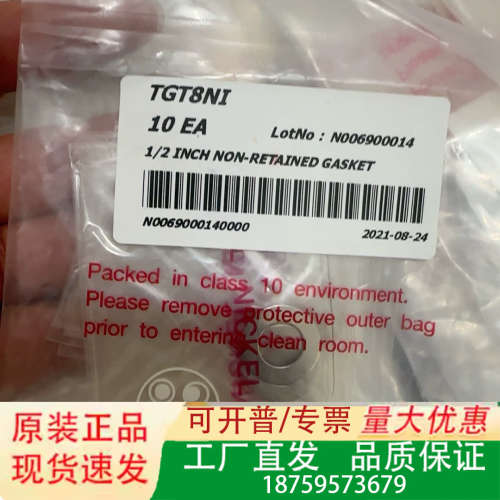 TGT8NI
10 EA
LotNo : N006900014
1/2 INCH NON-RETAINED GASKET
N0069000140000
2021-08-24
Packed in class 10 environment.
Please remove protective outer bag
prior to entering clean room.
NICKEL
原装正品
现货速发
可开普/专票
量大优惠
工厂直发 品质保证
18759573679